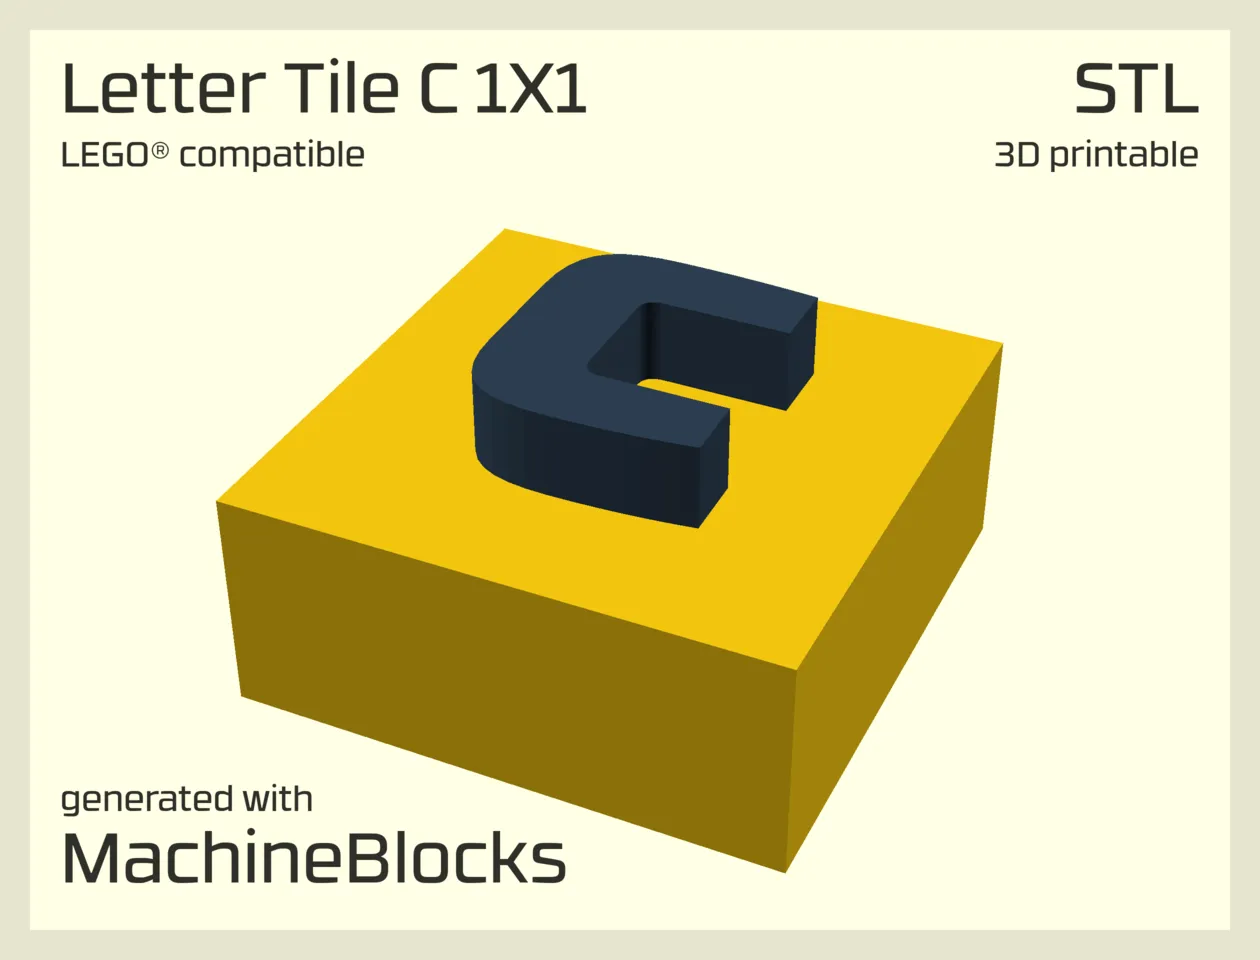 Letter Tile C 1X1
LEGO® compatible
STL
3D printable
C
generated with
MachineBlocks